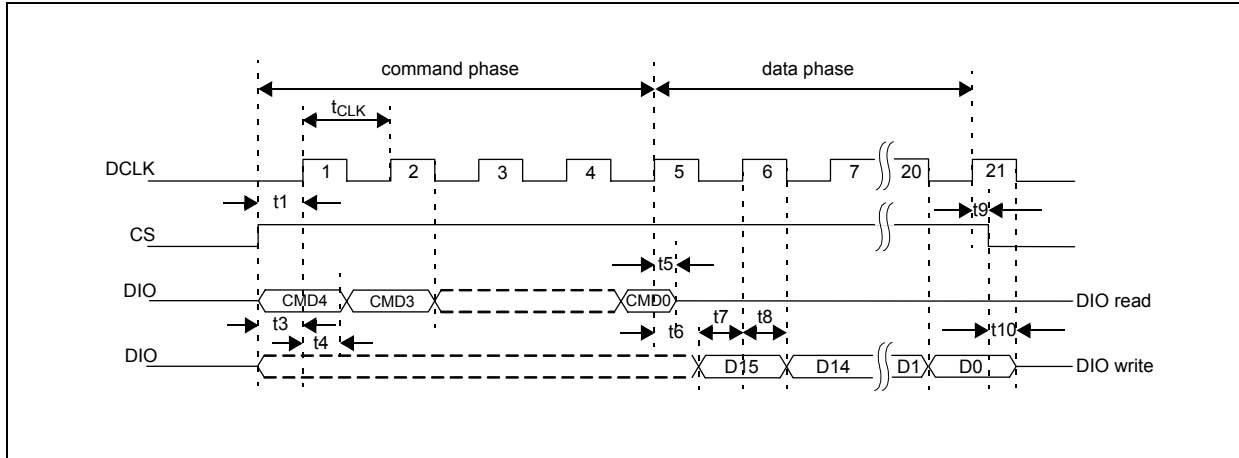 command phase
data phase
tCLK
DCLK
1
2
3
4
5
6
7
20
21
t1
t9
CS
t5
DIO
CMD4
CMD3
CMD0
DIO read
t3
t6
t7
t8
t10
t4
DIO
D15
D14
D1
D0
DIO write